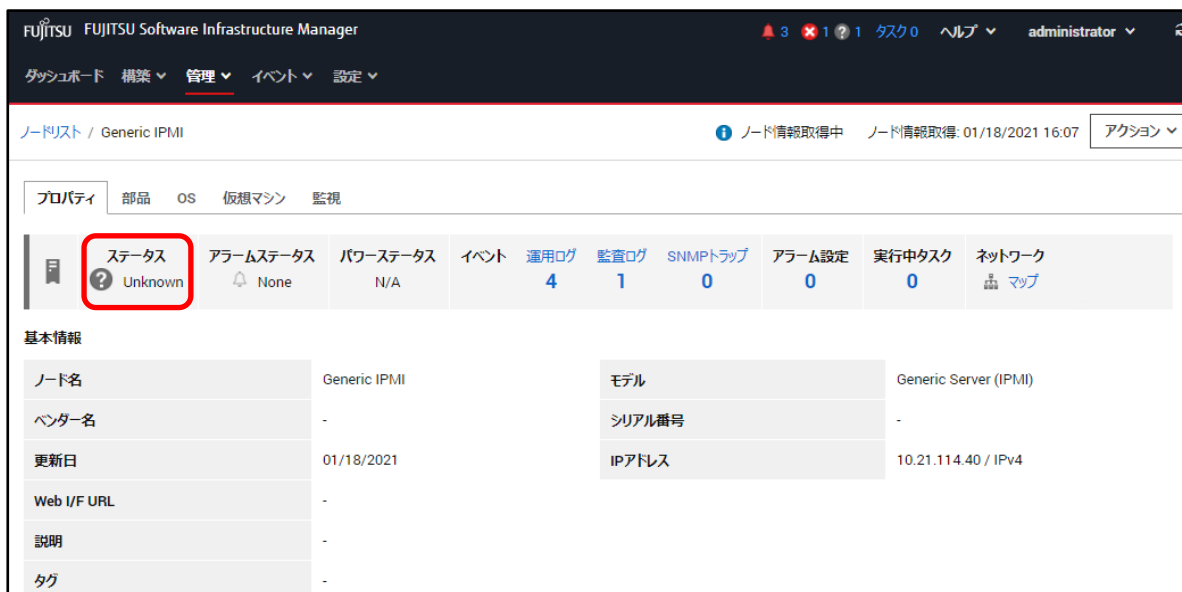 FUJITSU FUJITSU Software Infrastructure Manager 3 1 1 タスク 0 ヘルプ administrator
ダッシュボード 構築 管理 イベント 設定
ノードリスト / Generic IPMI ノード情報取得中 ノード情報取得: 01/18/2021 16:07 アクション
プロパティ 部品 OS 仮想マシン 監視
ステータス アラームステータス パワーステータス イベント 運用ログ 監査ログ SNMPトラップ アラーム設定 実行中タスク ネットワーク
Unknown None N/A 4 1 0 0 0 マップ
基本情報
ノード名 Generic IPMI モデル Generic Server (IPMI)
ベンダー名 - シリアル番号 -
更新日 01/18/2021 IPアドレス 10.21.114.40 / IPv4
Web I/F URL -
説明 -
タグ -